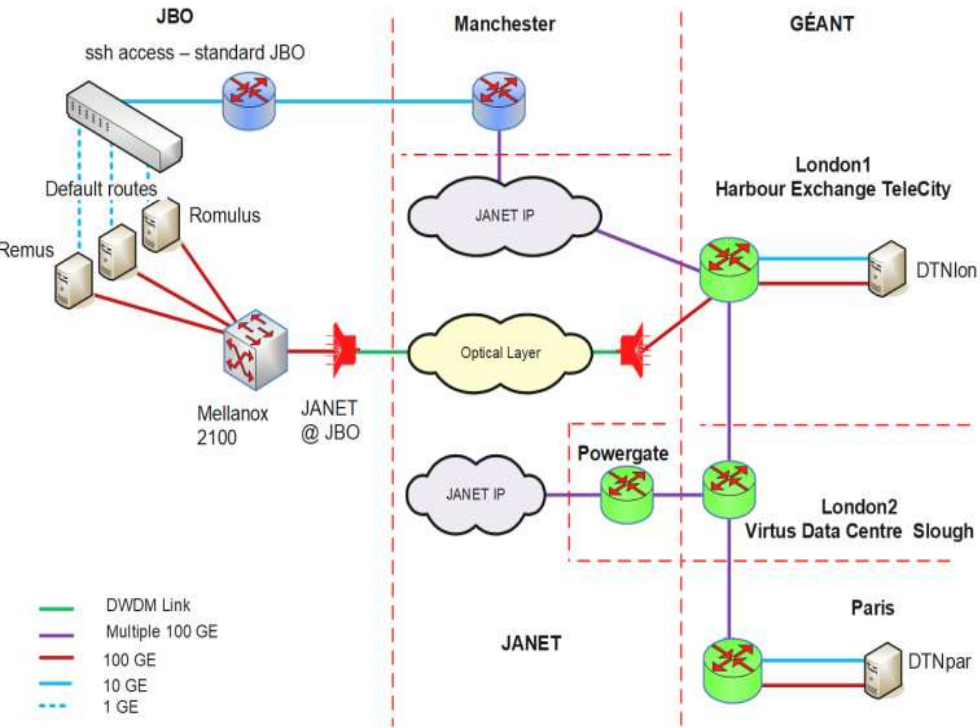 JBO
Manchester
GÉANT
ssh access – standard JBO
London1
Harbour Exchange TeleCity
Default routes
JANET IP
Romulus
Remus
DTNlon
Optical Layer
Mellanox
2100
JANET
@ JBO
Powergate
JANET IP
London2
Virtus Data Centre Slough
DWDM Link
Multiple 100 GE
100 GE
10 GE
1 GE
JANET
Paris
DTNpar